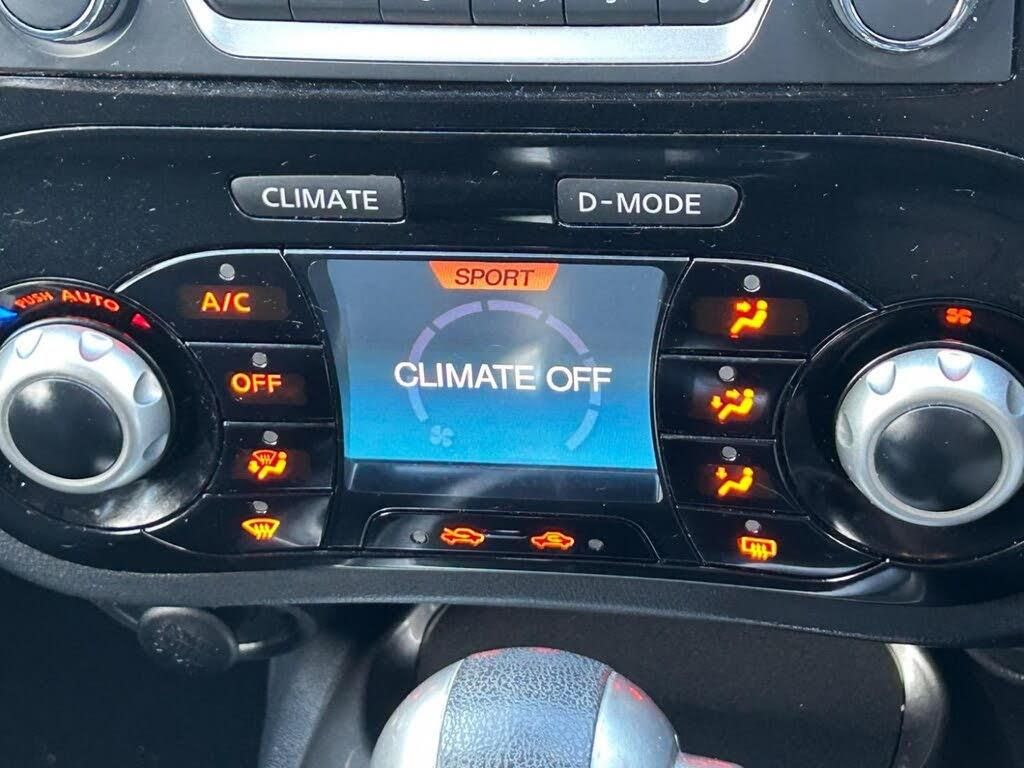 CLIMATE
D-MODE
SPORT
PUSH AUTO
A/C
CLIMATE OFF
OFF